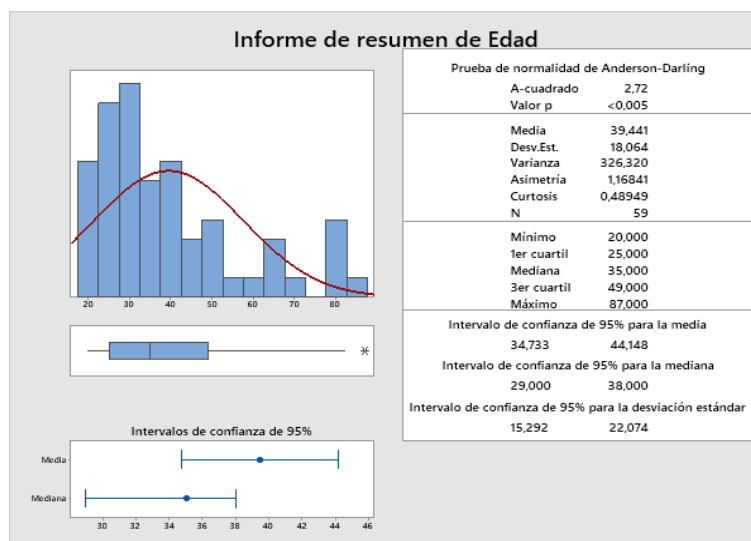 Informe de resumen de Edad
20 30 40 50 60 70 80
Intervalos de confianza de 95%
Media
Mediana
30 32 34 36 38 40 42 44 46
Prueba de normalidad de Anderson-Darling
A-cuadrado 2,72
Valor p <0,005
Media 39,441
Desv.Est. 18,064
Varianza 326,320
Asimetría 1,16841
Curtosis 0,48949
N 59
Mínimo 20,000
1er cuartil 25,000
Mediana 35,000
3er cuartil 49,000
Máximo 87,000
Intervalo de confianza de 95% para la media
34,733 44,148
Intervalo de confianza de 95% para la mediana
29,000 38,000
Intervalo de confianza de 95% para la desviación estándar
15,292 22,074